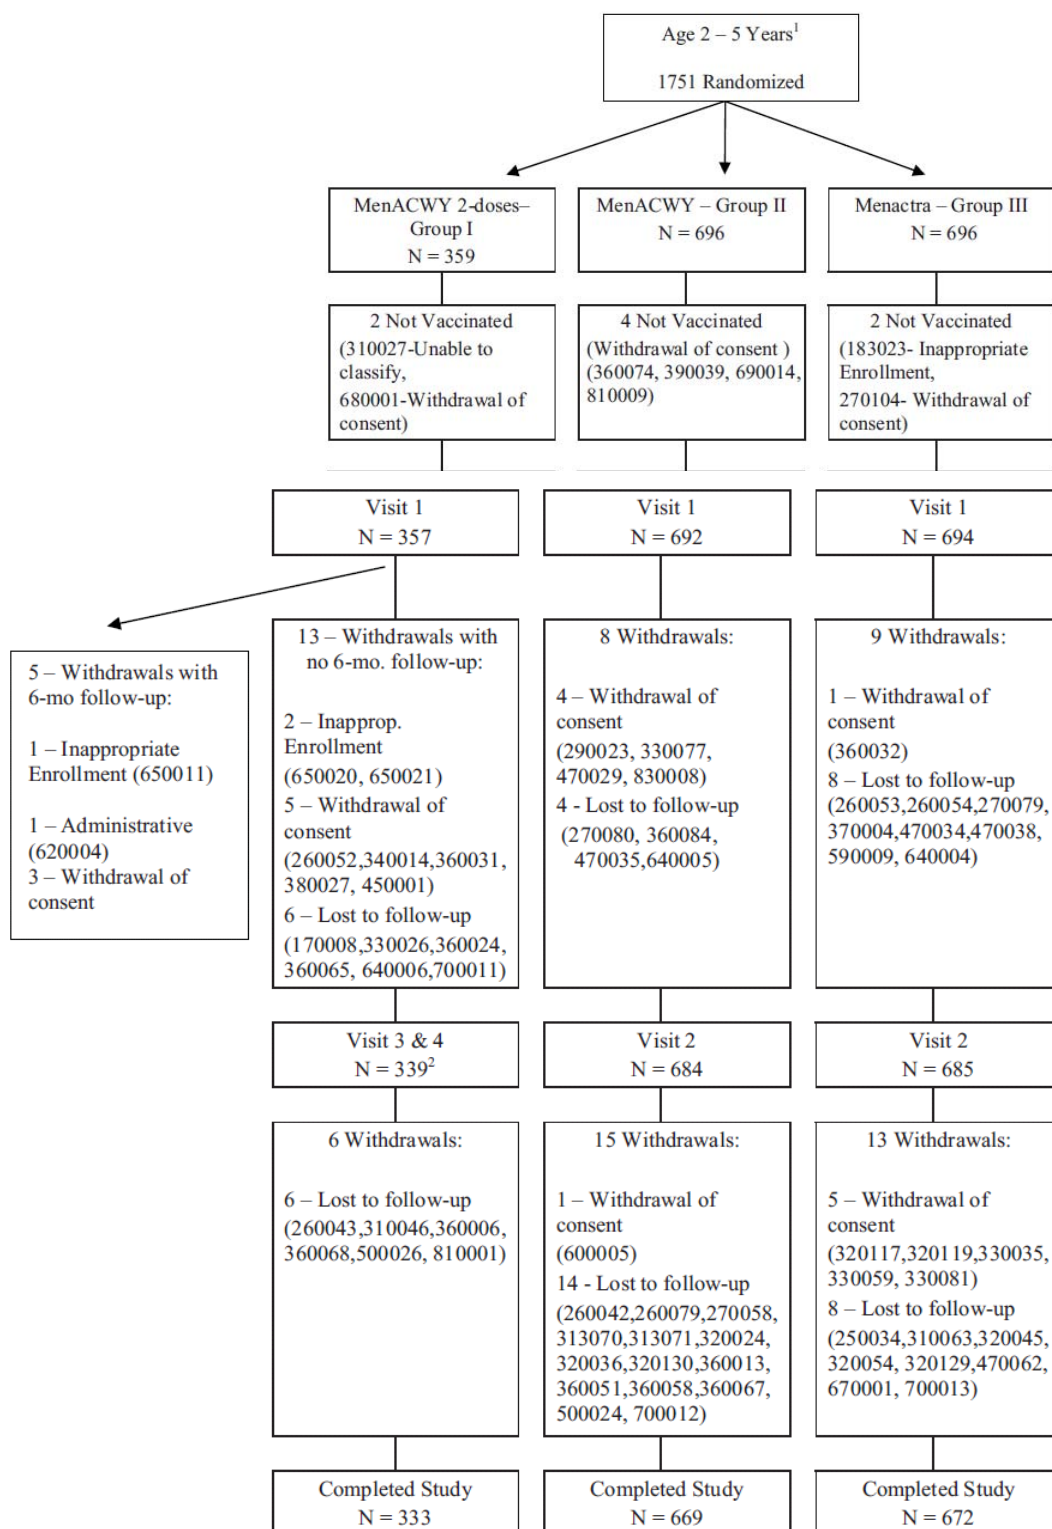 Age 2 – 5 Years1
1751 Randomized
MenACWY 2-doses–
Group I
N = 359
MenACWY – Group II
N = 696
Menactra – Group III
N = 696
2 Not Vaccinated
(310027-Unable to
classify,
680001-Withdrawal of
consent)
4 Not Vaccinated
(Withdrawal of consent )
(360074, 390039, 690014,
810009)
2 Not Vaccinated
(183023- Inappropriate
Enrollment,
270104- Withdrawal of
consent)
Visit 1
N = 357
Visit 1
N = 692
Visit 1
N = 694
5 – Withdrawals with
6-mo follow-up:
1 – Inappropriate
Enrollment (650011)
1 – Administrative
(620004)
3 – Withdrawal of
consent
13 – Withdrawals with
no 6-mo. follow-up:
2 – Inapprop.
Enrollment
(650020, 650021)
5 – Withdrawal of
consent
(260052,340014,360031,
380027, 450001)
6 – Lost to follow-up
(170008,330026,360024,
360065, 640006,700011)
8 Withdrawals:
4 – Withdrawal of
consent
(290023, 330077,
470029, 830008)
4 - Lost to follow-up
(270080, 360084,
470035,640005)
9 Withdrawals:
1 – Withdrawal of
consent
(360032)
8 – Lost to follow-up
(260053,260054,270079,
370004,470034,470038,
590009, 640004)
Visit 3 & 4
N = 3392
Visit 2
N = 684
Visit 2
N = 685
6 Withdrawals:
6 – Lost to follow-up
(260043,310046,360006,
360068,500026, 810001)
15 Withdrawals:
1 – Withdrawal of
consent
(600005)
14 - Lost to follow-up
(260042,260079,270058,
313070,313071,320024,
320036,320130,360013,
360051,360058,360067,
500024, 700012)
13 Withdrawals:
5 – Withdrawal of
consent
(320117,320119,330035,
330059, 330081)
8 – Lost to follow-up
(250034,310063,320045,
320054, 320129,470062,
670001, 700013)
Completed Study
N = 333
Completed Study
N = 669
Completed Study
N = 672